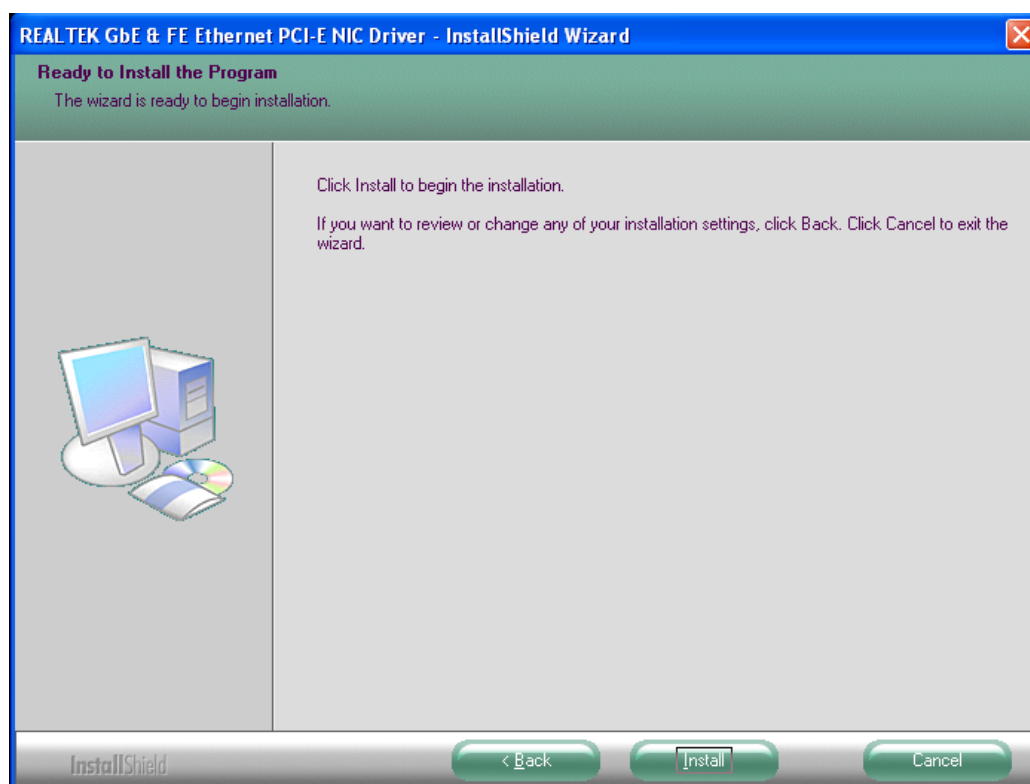 REALTEK GbE & FE Ethernet PCI-E NIC Driver - InstallShield Wizard
Ready to Install the Program
The wizard is ready to begin installation.
Click Install to begin the installation.
If you want to review or change any of your installation settings, click Back. Click Cancel to exit the
wizard.
InstallShield
< Back
Install
Cancel